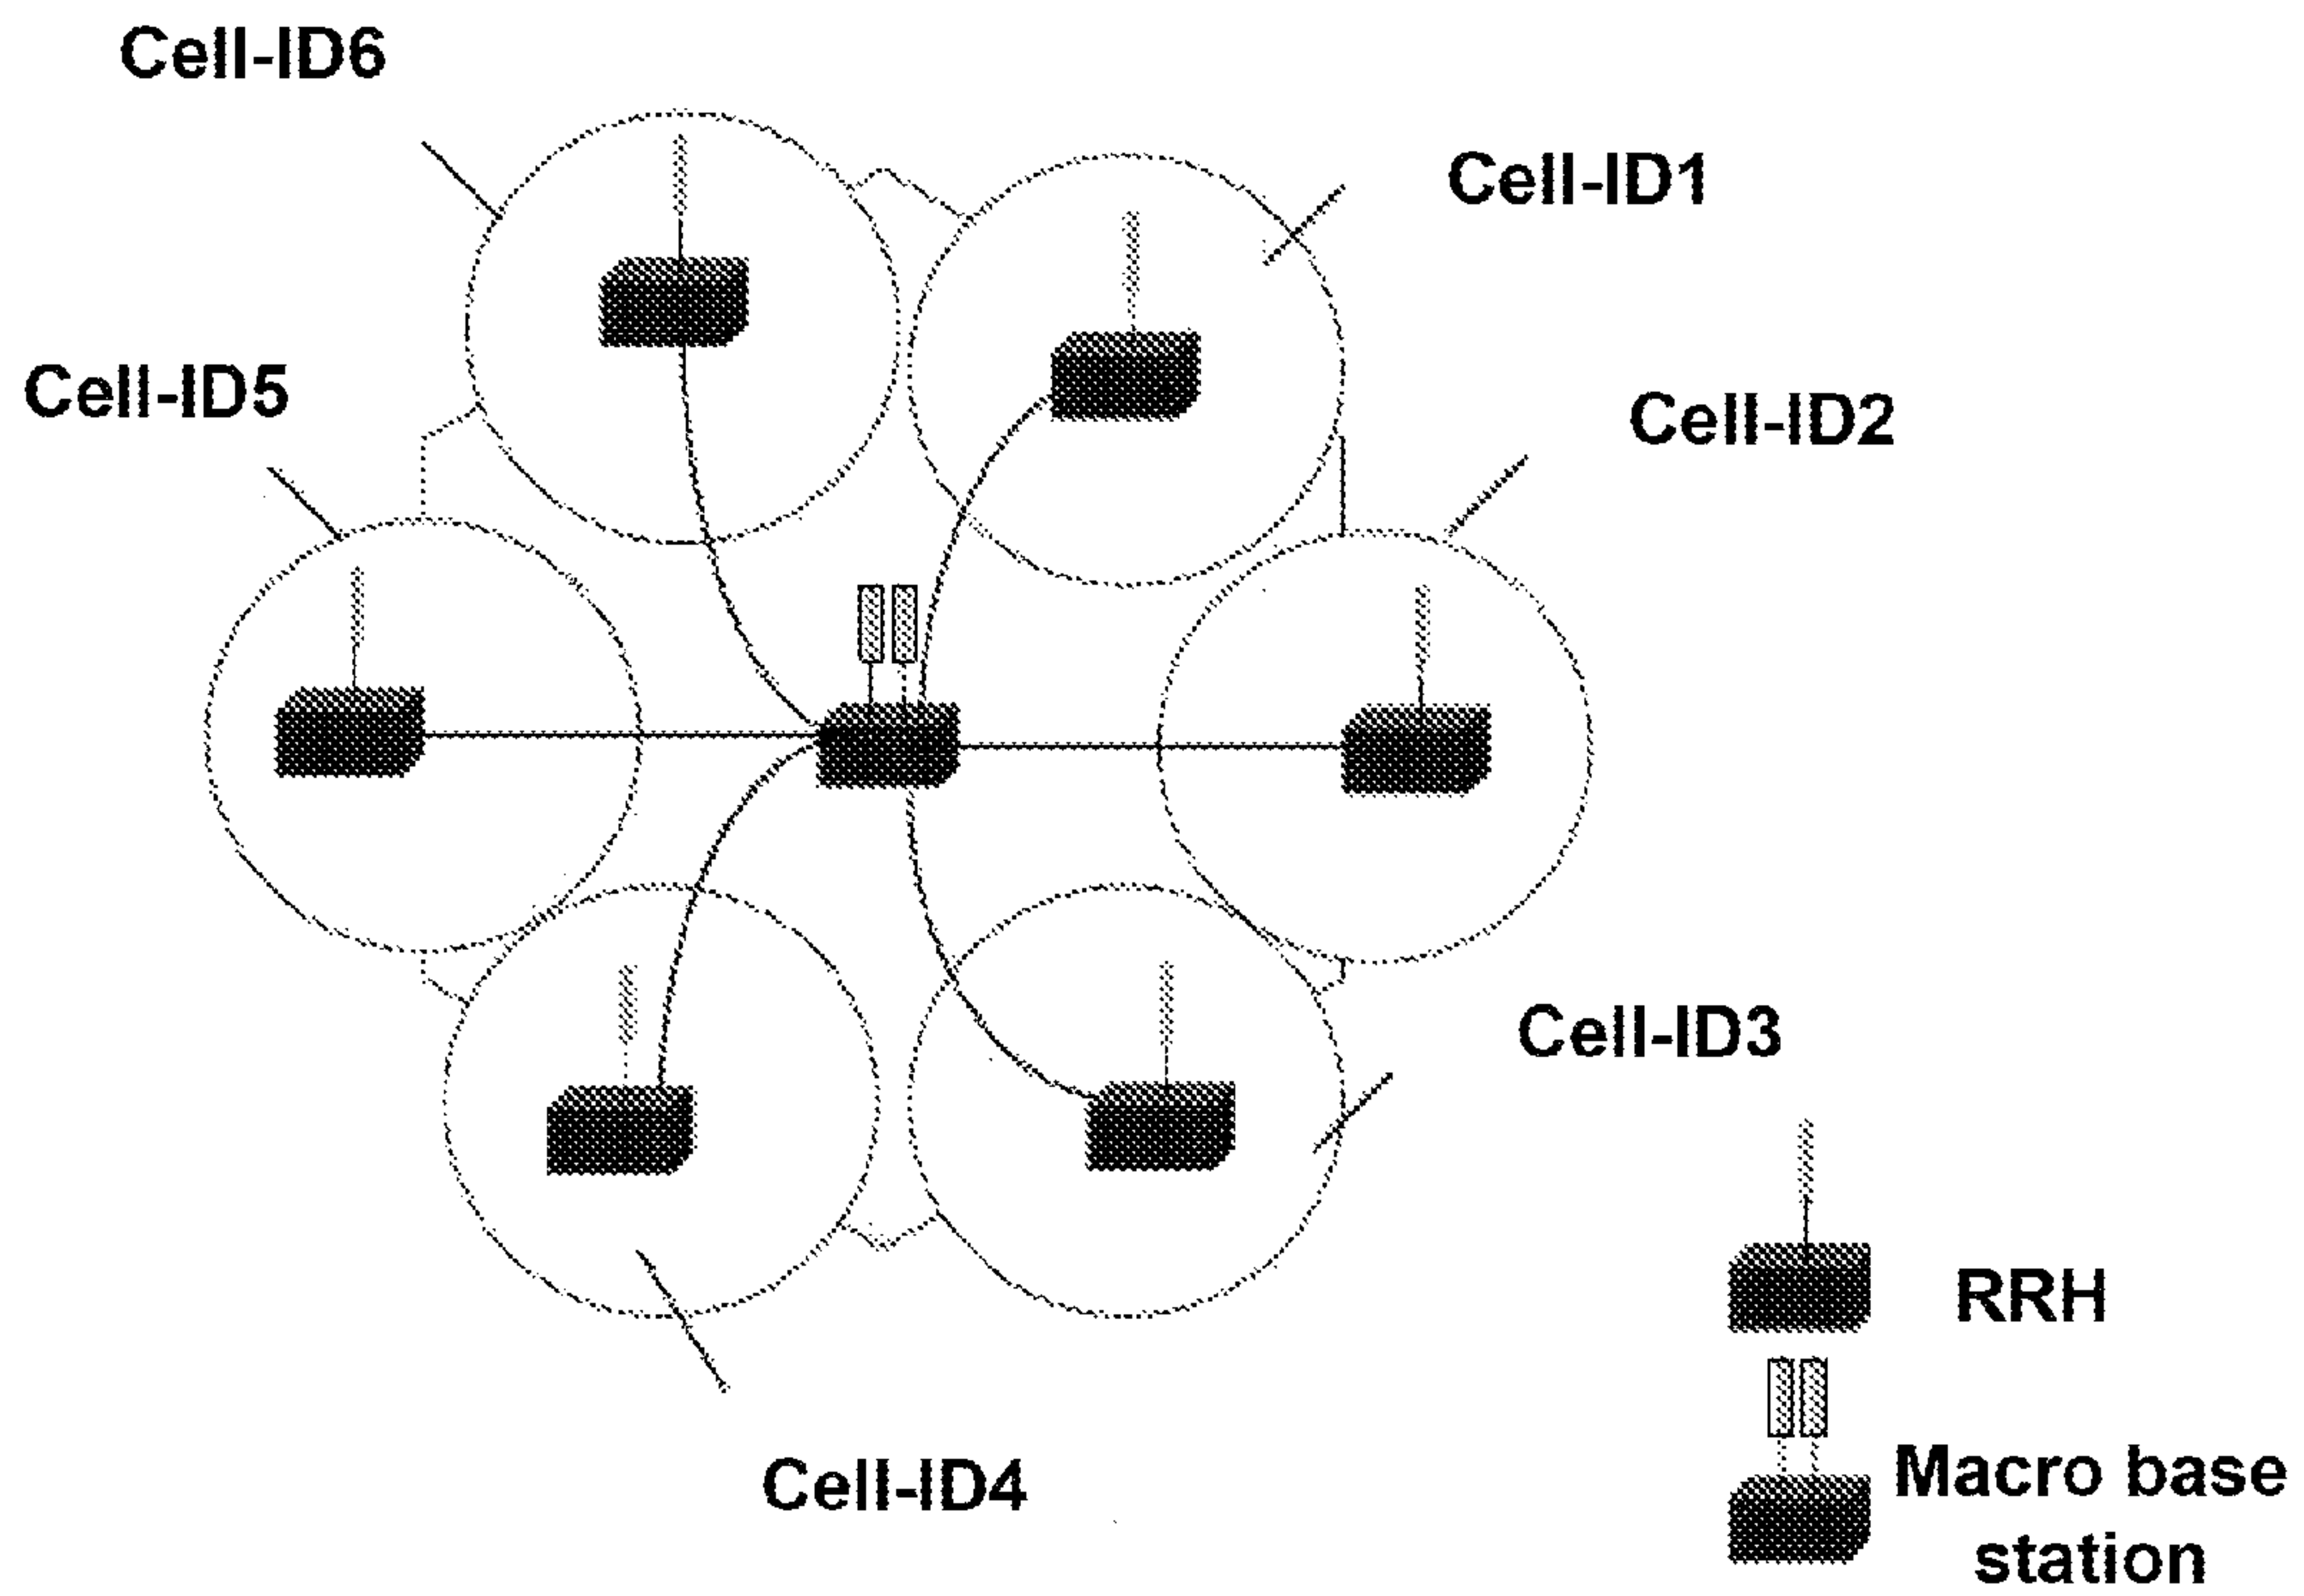 Cell-ID6
Cell-ID1
Cell-ID5
Cell-ID2
Cell-ID3
RRH
Cell-ID4
Macro base
station